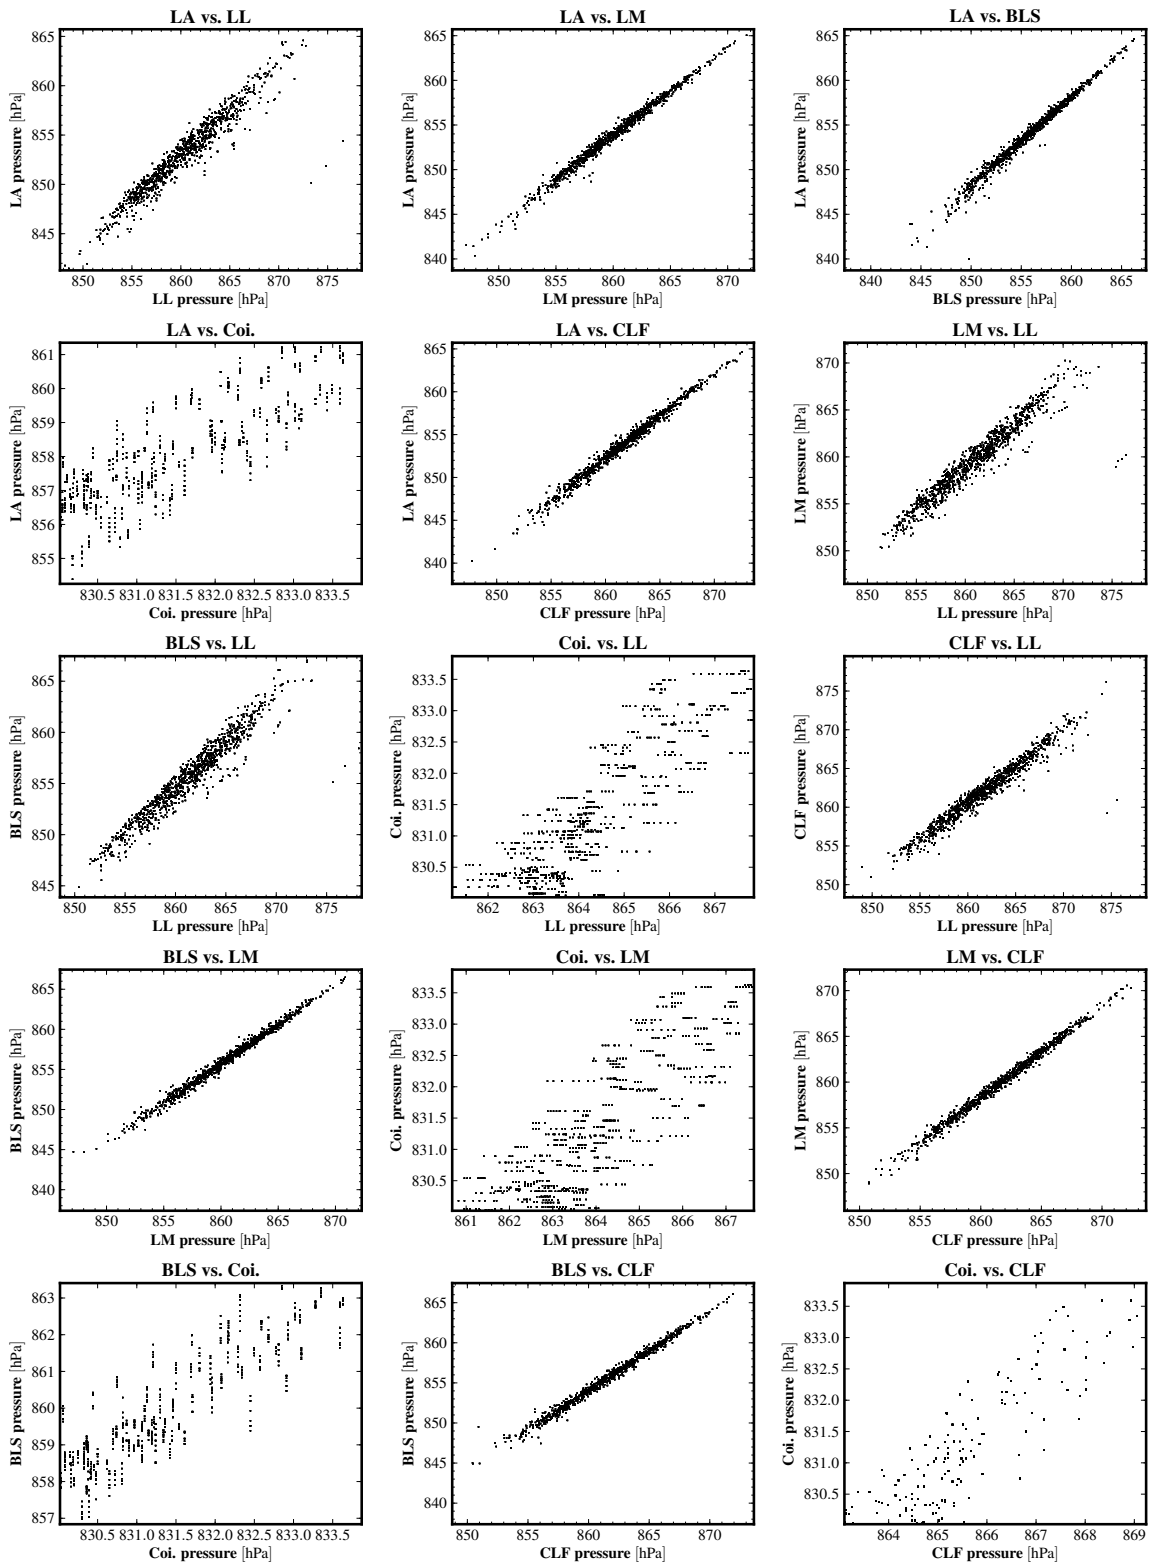 LA vs. LL
LA pressure [hPa]
865
860
855
850
845
850 855 860 865 870 875
LL pressure [hPa]
LA vs. LM
LA pressure [hPa]
865
860
855
850
845
840
850 855 860 865 870
LM pressure [hPa]
LA vs. BLS
LA pressure [hPa]
865
860
855
850
845
840
840 845 850 855 860 865
BLS pressure [hPa]
LA vs. Coi.
LA pressure [hPa]
861
860
859
858
857
856
855
830.5 831.0 831.5 832.0 832.5 833.0 833.5
Coi. pressure [hPa]
LA vs. CLF
LA pressure [hPa]
865
860
855
850
845
840
850 855 860 865 870
CLF pressure [hPa]
LM vs. LL
LM pressure [hPa]
870
865
860
855
850
850 855 860 865 870 875
LL pressure [hPa]
BLS vs. LL
BLS pressure [hPa]
865
860
855
850
845
850 855 860 865 870 875
LL pressure [hPa]
Coi. vs. LL
Coi. pressure [hPa]
833.5
833.0
832.5
832.0
831.5
831.0
830.5
862 863 864 865 866 867
LL pressure [hPa]
CLF vs. LL
CLF pressure [hPa]
875
870
865
860
855
850
850 855 860 865 870 875
LL pressure [hPa]
BLS vs. LM
BLS pressure [hPa]
865
860
855
850
845
840
850 855 860 865 870
LM pressure [hPa]
Coi. vs. LM
Coi. pressure [hPa]
833.5
833.0
832.5
832.0
831.5
831.0
830.5
861 862 863 864 865 866 867
LM pressure [hPa]
LM vs. CLF
LM pressure [hPa]
870
865
860
855
850
850 855 860 865 870
CLF pressure [hPa]
BLS vs. Coi.
BLS pressure [hPa]
863
862
861
860
859
858
857
830.5 831.0 831.5 832.0 832.5 833.0 833.5
Coi. pressure [hPa]
BLS vs. CLF
BLS pressure [hPa]
865
860
855
850
845
840
850 855 860 865 870
CLF pressure [hPa]
Coi. vs. CLF
Coi. pressure [hPa]
833.5
833.0
832.5
832.0
831.5
831.0
830.5
864 865 866 867 868 869
CLF pressure [hPa]